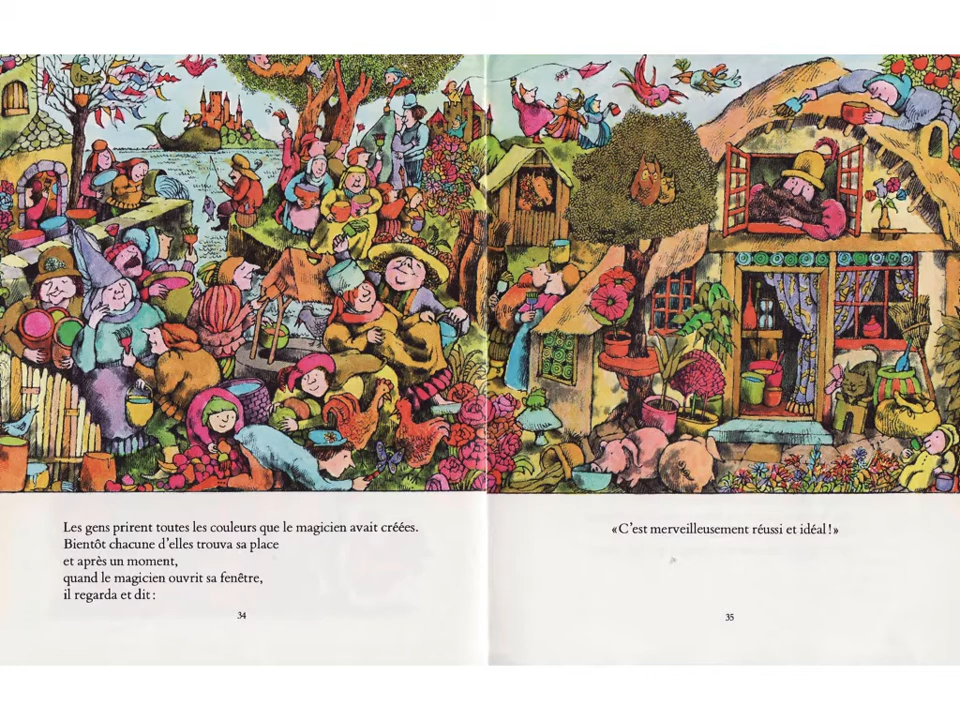 Les gens prirent toutes les couleurs que le magicien avait créées.
Bientôt chacune d'elles trouva sa place
et après un moment,
quand le magicien ouvrit sa fenêtre,
il regarda et dit :
34
«C'est merveilleusement réussi et idéal!»
35